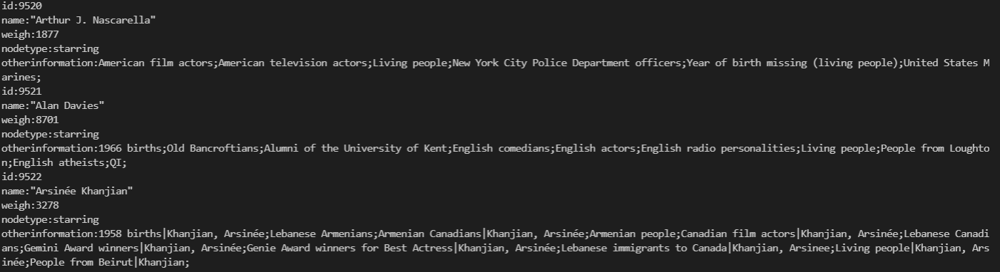 id:9520
name:"Arthur J. Nascarella"
weigh:1877
nodetype:starring
otherinformation:American film actors;American television actors;Living people;New York City Police Department officers;Year of birth missing (living people);United States M
arines;
id:9521
name:"Alan Davies"
weigh:8701
nodetype:starring
otherinformation:1966 births;Old Bancroftians;Alumni of the University of Kent;English comedians;English actors;English radio personalities;Living people;People from Loughto
n;English atheists;QI;
id:9522
name:"Arsinée Khanjian"
weigh:3278
nodetype:starring
otherinformation:1958 births|Khanjian, Arsinée;Lebanese Armenians;Armenian Canadians|Khanjian, Arsinée;Armenian people;Canadian film actors|Khanjian, Arsinée;Lebanese Canadi
ans;Gemini Award winners|Khanjian, Arsinée;Genie Award winners for Best Actress|Khanjian, Arsinée;Lebanese immigrants to Canada|Khanjian, Arsinee;Living people|Khanjian, Ars
inée;People from Beirut|Khanjian;